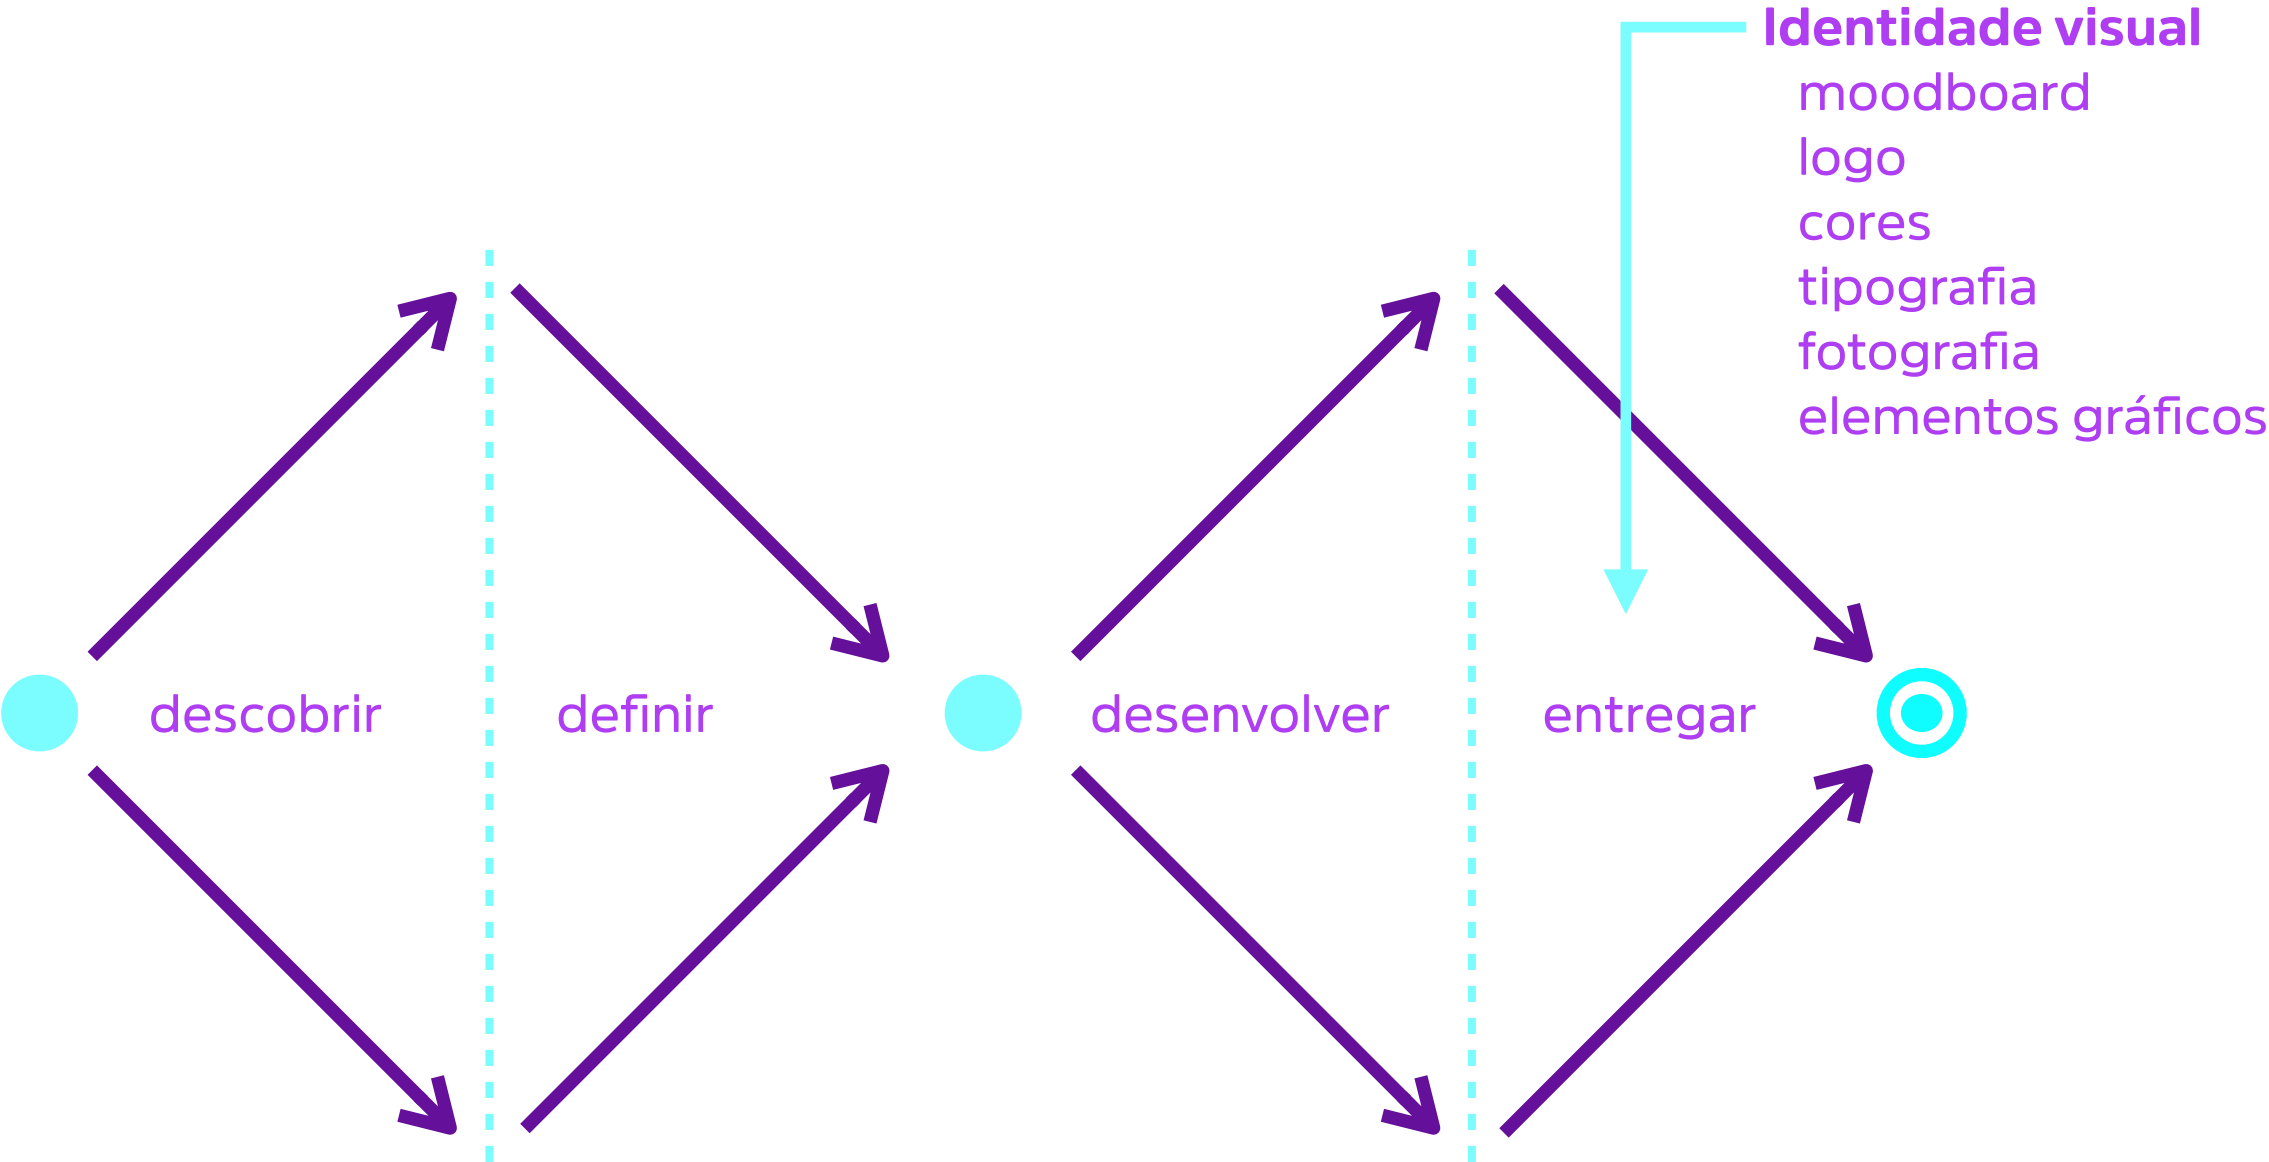 Identidade visual
moodboard
logo
cores
tipografia
fotografia
elementos gráficos
descobrir
definir
desenvolver
entregar